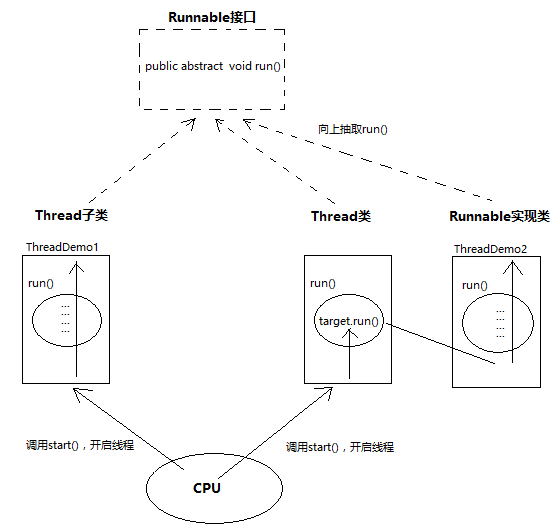 Runnable接口
public abstract  void run()
向上抽取run()
Thread子类
Thread类
Runnable实现类
ThreadDemo1
ThreadDemo2
run()
run()
run()
...
...
...
...
target.run()
...
...
...
...
调用start()，开启线程
调用start()，开启线程
CPU